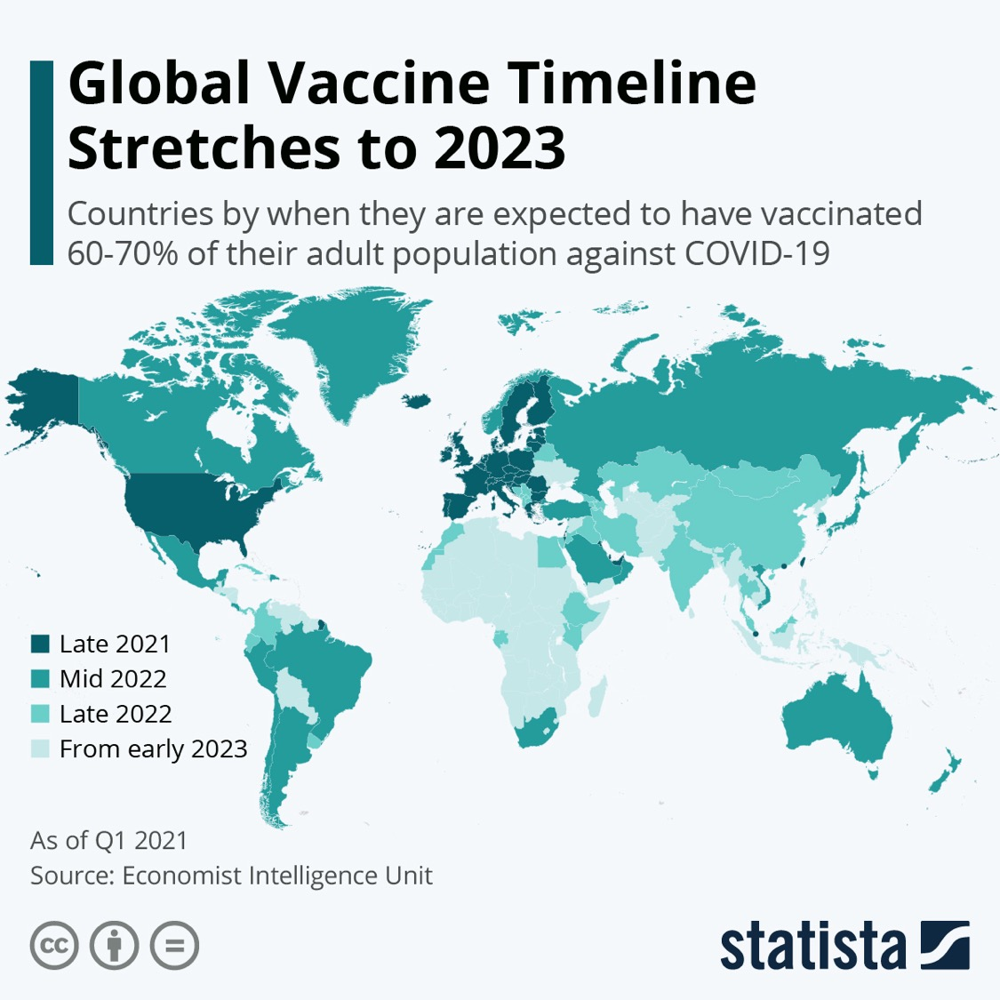 Global Vaccine Timeline
Stretches to 2023
Countries by when they are expected to have vaccinated
60-70% of their adult population against COVID-19
Late 2021
Mid 2022
Late 2022
From early 2023
As of Q1 2021
Source: Economist Intelligence Unit
cc
=
statista